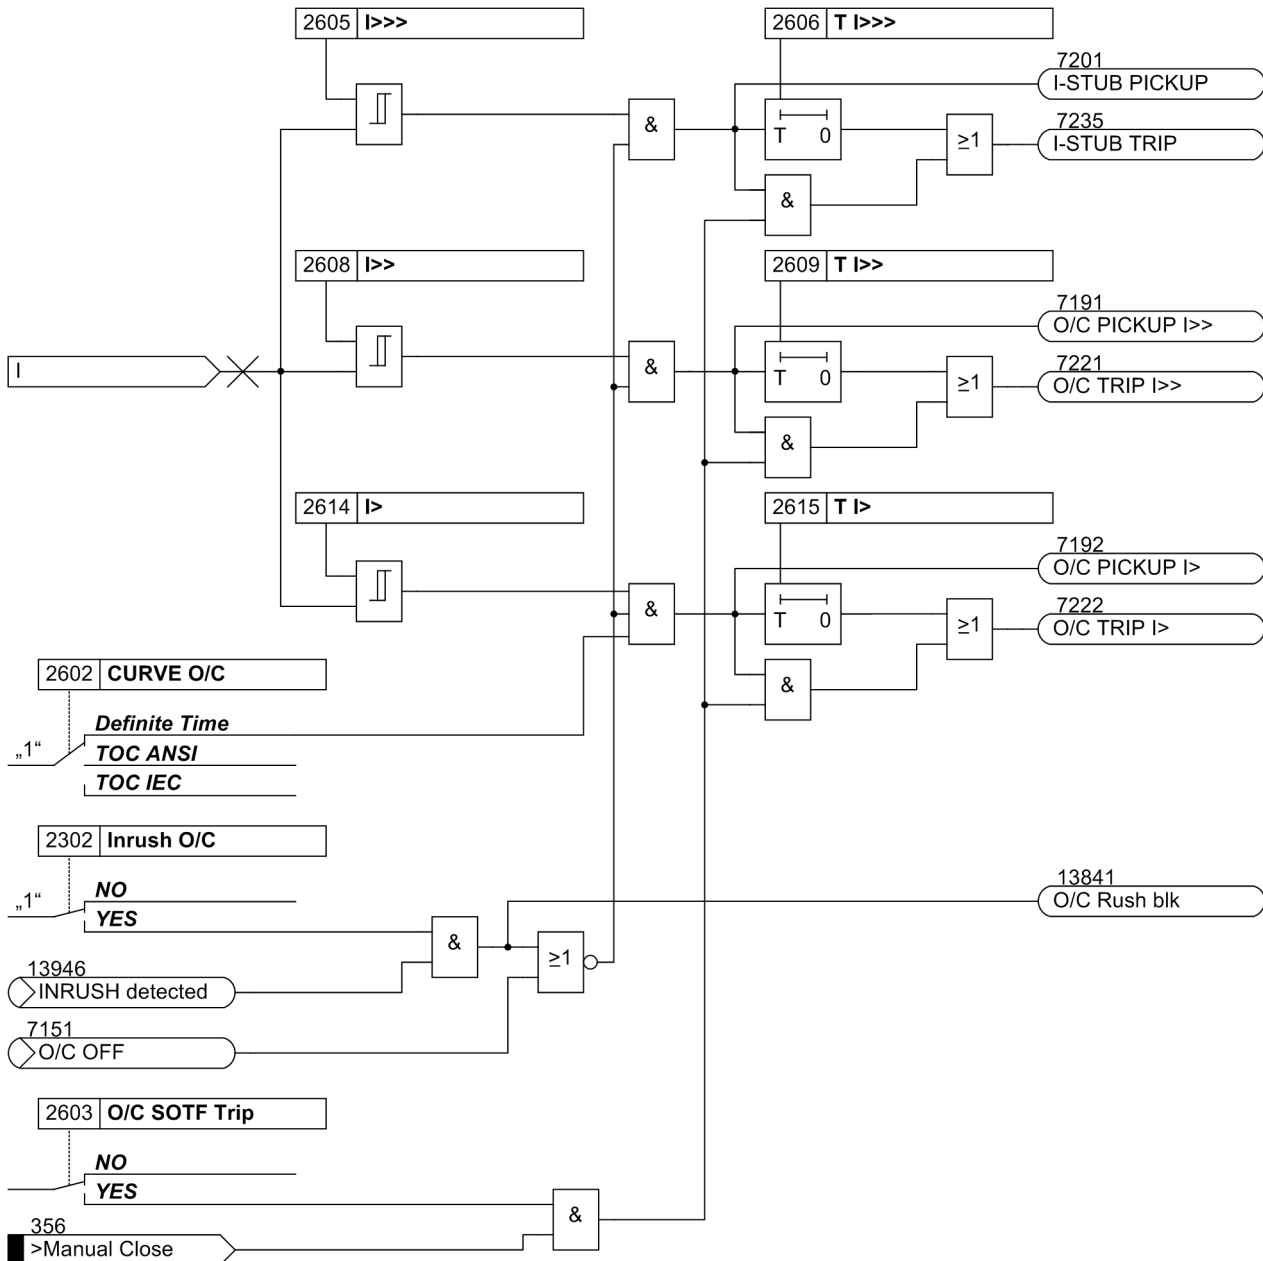 2605 I>>>
2606 T I>>>
7201
I-STUB PICKUP
&
T 0
≥1
7235
I-STUB TRIP
&
2608 I>>
2609 T I>>
7191
O/C PICKUP I>>
I
&
T 0
≥1
7221
O/C TRIP I>>
&
2614 I>
2615 T I>
7192
O/C PICKUP I>
&
T 0
≥1
7222
O/C TRIP I>
&
2602 CURVE O/C
Definite Time
„1“
TOC ANSI
TOC IEC
2302 Inrush O/C
NO
„1“
YES
13841
O/C Rush blk
&
≥1
13946
INRUSH detected
7151
O/C OFF
2603 O/C SOTF Trip
NO
YES
&
356
>Manual Close